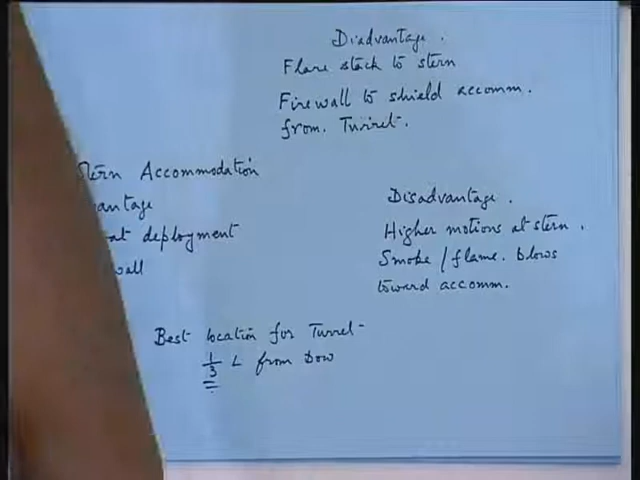 Disadvantage.
Flare stack to stern
Firewall to shield accomm.
from. Turret.
Stern Accommodation
antage
at deployment
wall
Disadvantage.
Higher motions at stern.
Smoke / flame. blows
toward accomm.
Best location for Turret
1/3 L from bow